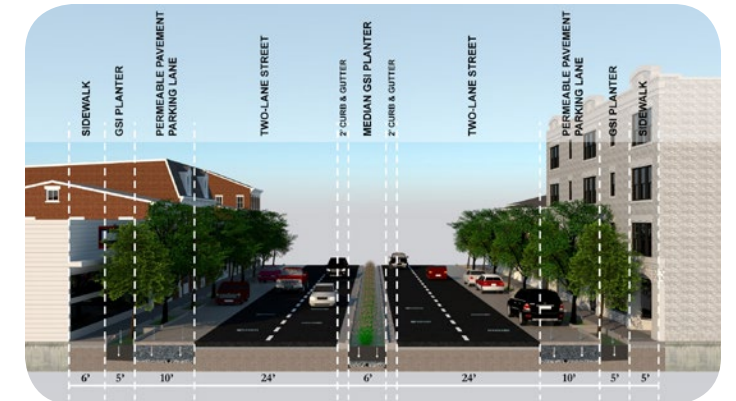 SIDEWALK
GSI PLANTER
PERMEABLE PAVEMENT
PARKING LANE
TWO-LANE STREET
2' CURB & GUTTER
MEDIAN GSI PLANTER
2' CURB & GUTTER
TWO-LANE STREET
PERMEABLE PAVEMENT
PARKING LANE
GSI PLANTER
SIDEWALK
6' 5' 10' 24' 6' 24' 10' 5' 5'